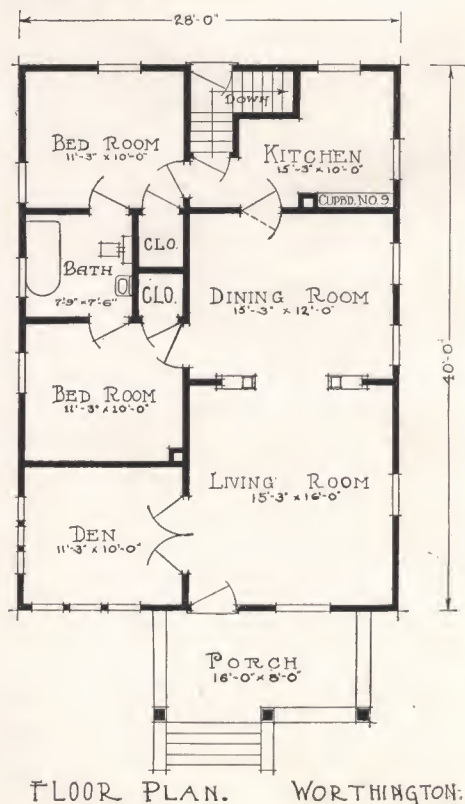 28'-0"
DOWN
BED ROOM
11'-3" x 10'-0"
KITCHEN
15'-3" x 10'-0"
CUPBD. NO. 9
CLO.
BATH
7'-9" x 7'-6"
CLO.
DINING ROOM
15'-3" x 12'-0"
40'-0"
BED ROOM
11'-3" x 10'-0"
LIVING ROOM
15'-3" x 16'-0"
DEN
11'-3" x 10'-0"
PORCH
16'-0" x 8'-0"
FLOOR PLAN. WORTHINGTON.